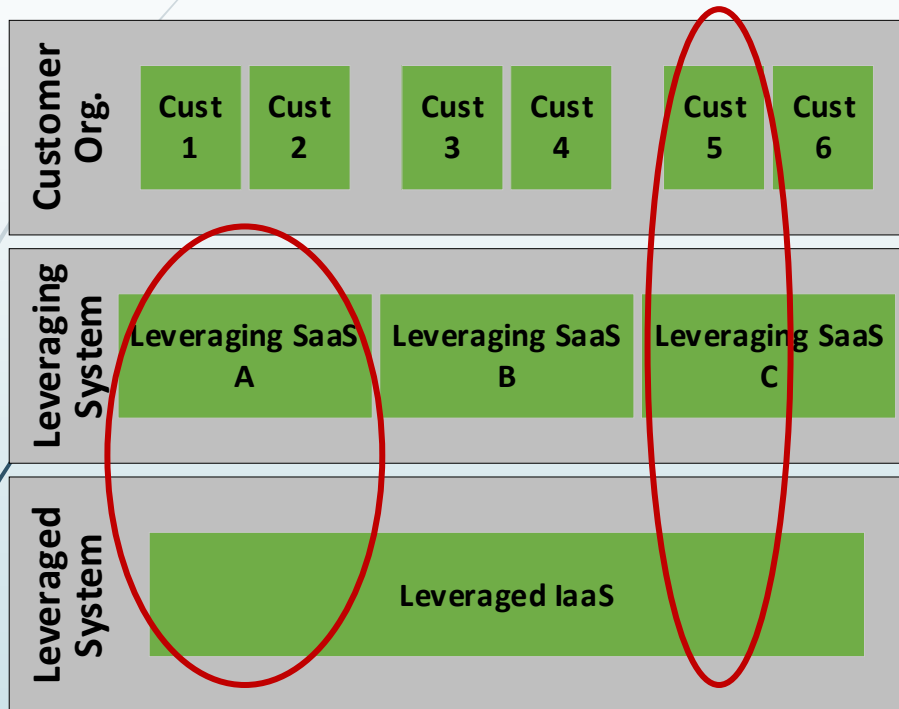 Customer
Org.
Cust
1
Cust
2
Cust
3
Cust
4
Cust
5
Cust
6
Leveraging
System
Leveraging SaaS
A
Leveraging SaaS
B
Leveraging SaaS
C
Leveraged
System
Leveraged IaaS